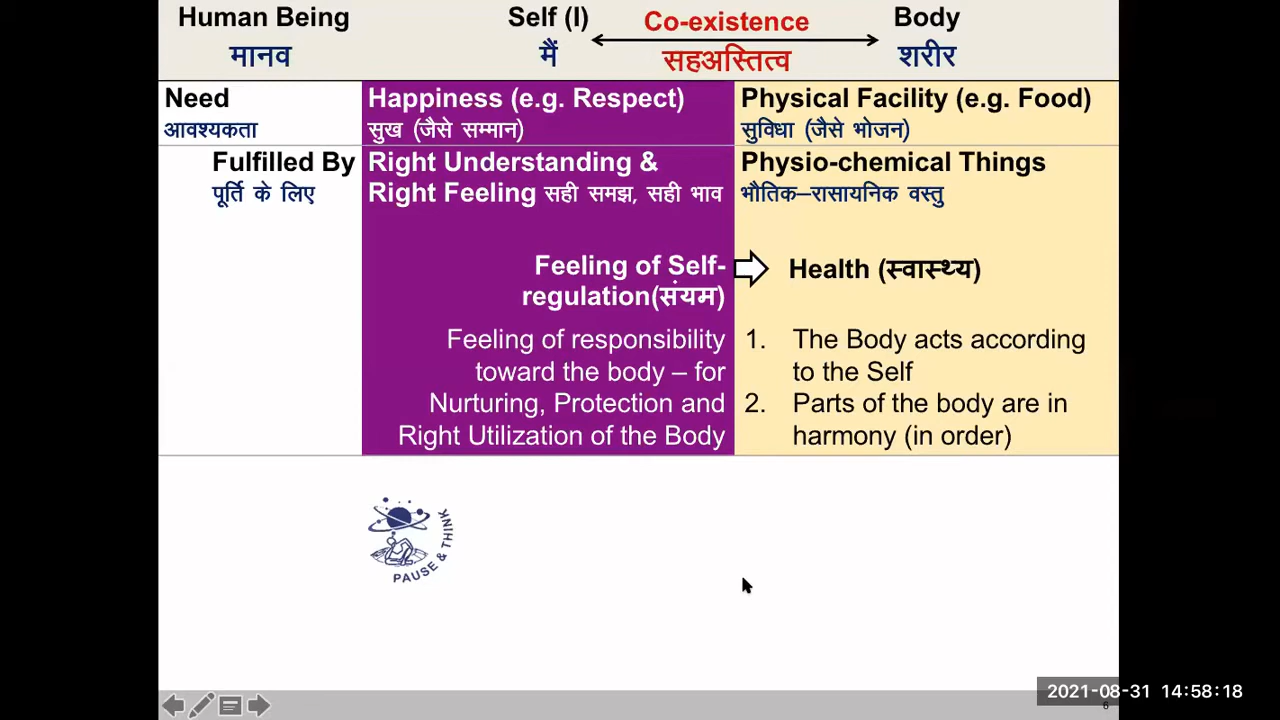 Human Being Self (I) Co-existence Body
मानव मैं सहअस्तित्व शरीर
Need Happiness (e.g. Respect) Physical Facility (e.g. Food)
आवश्यकता सुख (जैसे सम्मान) सुविधा (जैसे भोजन)
Fulfilled By Right Understanding & Physio-chemical Things
पूर्ति के लिए Right Feeling सही समझ, सही भाव भौतिक–रासायनिक वस्तु
Feeling of Self- Health (स्वास्थ्य)
regulation(संयम)
Feeling of responsibility 1. The Body acts according
toward the body – for to the Self
Nurturing, Protection and 2. Parts of the body are in
Right Utilization of the Body harmony (in order)
PAUSE & THINK
2021-08-31 14:58:18
6